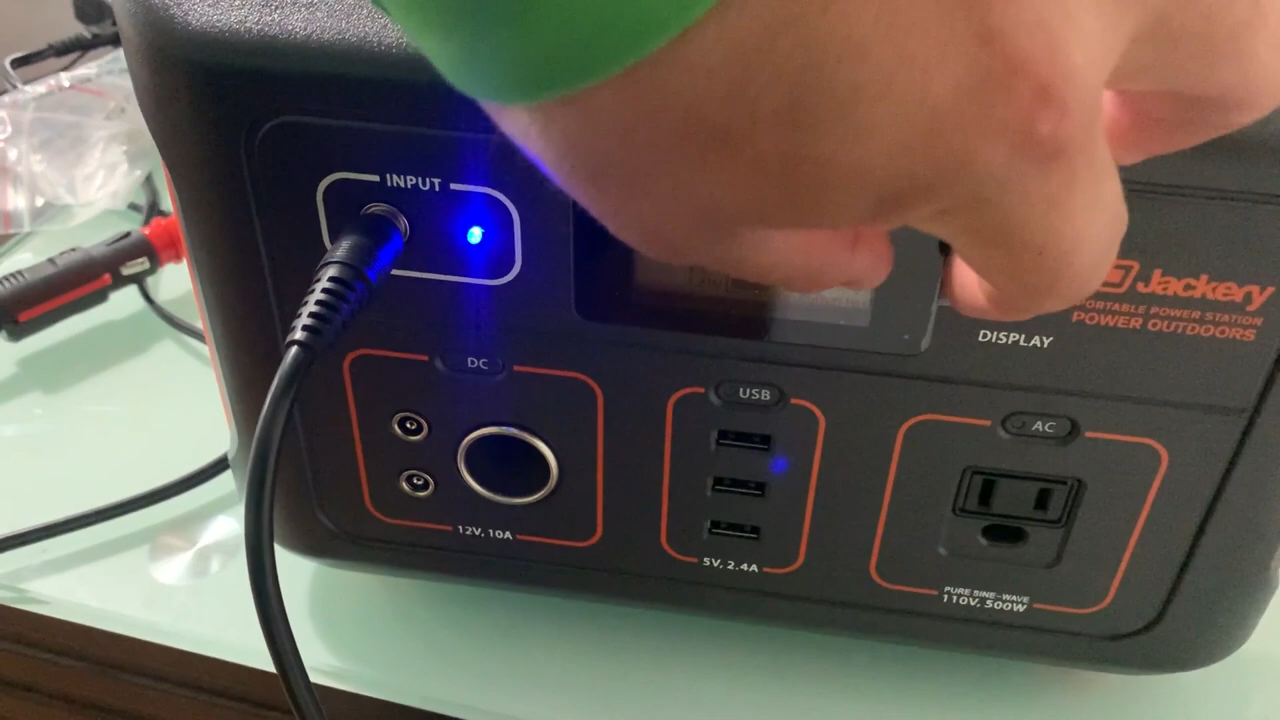 INPUT
Jackery
PORTABLE POWER STATION
POWER OUTDOORS
DISPLAY
DC
USB
AC
12V, 10A
5V, 2.4A
PURE SINE-WAVE
110V, 500W